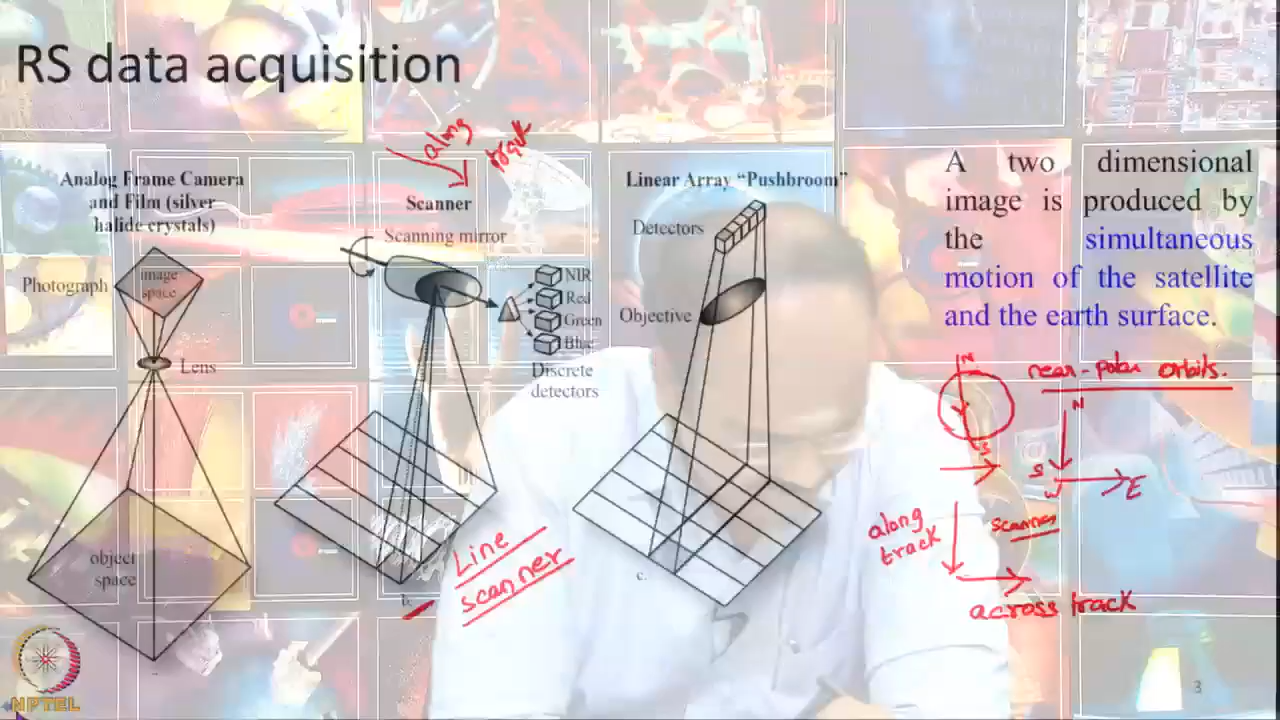 RS data acquisition
along
track
Analog Frame Camera
and Film (silver
halide crystals)
Photograph
image
space
Lens
object
space
Scanner
Scanning mirror
NIR
Red
Green
Blue
Discrete
detectors
b.
Line
scanner
Linear Array "Pushbroom"
Detectors
Objective
c.
A two dimensional
image is produced by
the simultaneous
motion of the satellite
and the earth surface.
N
S
near-polar orbits.
N
S
W
E
along
track
scanner
across track
NPTEL
3